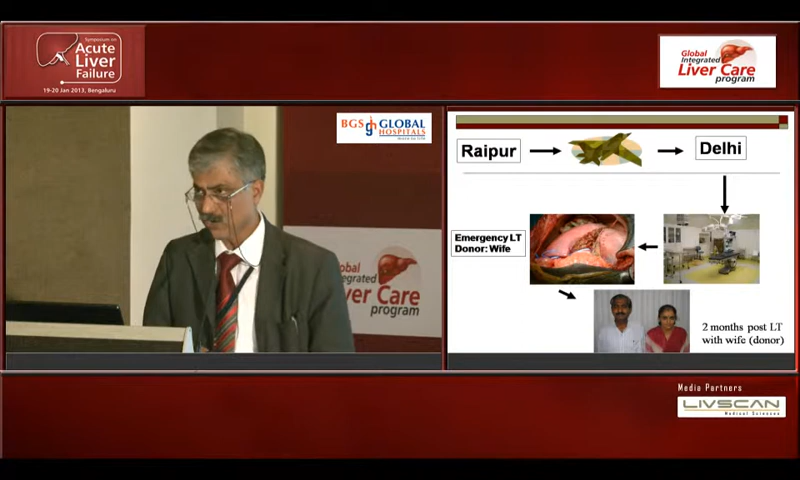 Symposium on
Acute
Liver
Failure
19-20 Jan 2013, Bengaluru
Global
Integrated
Liver Care
program
BGS GLOBAL
HOSPITALS
Global
Integrated
Liver Care
program
Raipur
Delhi
Emergency LT
Donor: Wife
2 months post LT
with wife (donor)
Media Partners
LIVSCAN
Medical Sciences